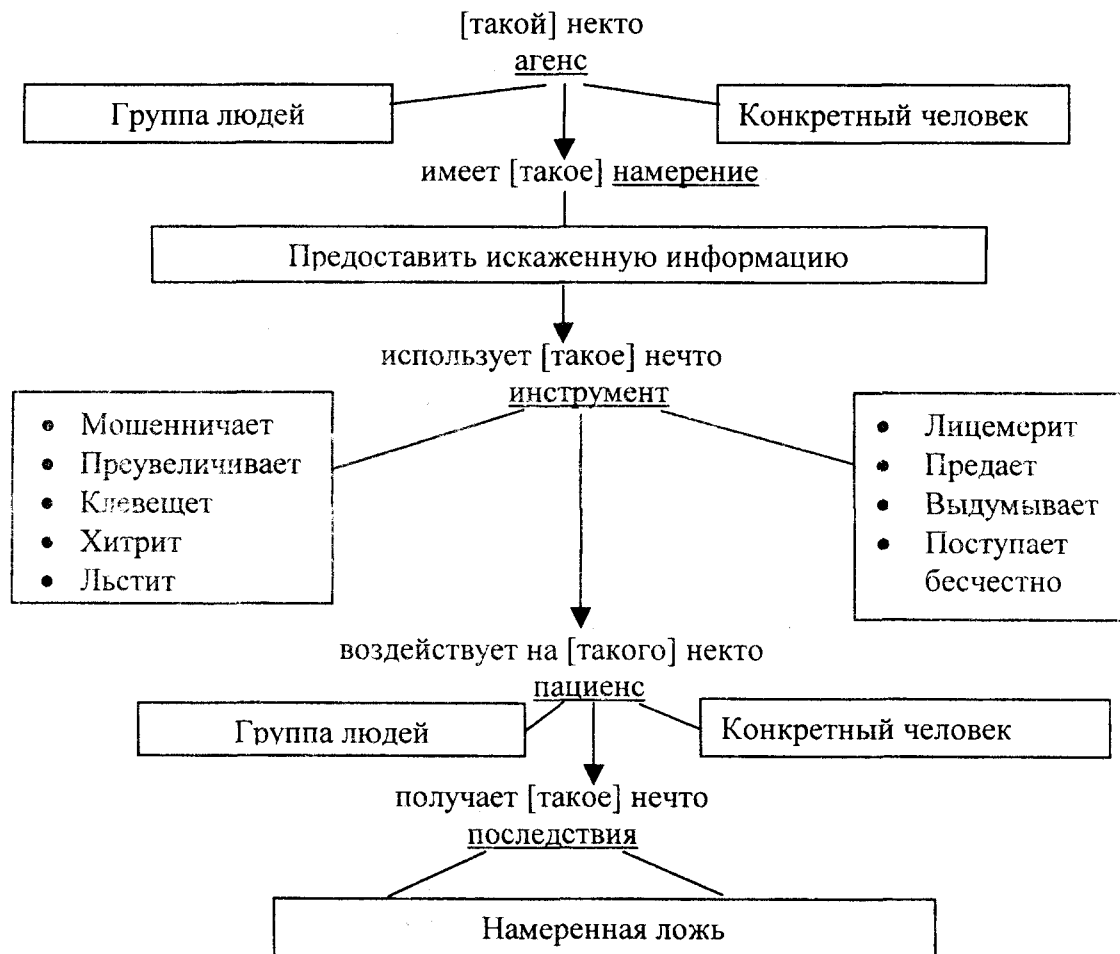 [такой] некто
агенс
Группа людей
Конкретный человек
имеет [такое] намерение
Предоставить искаженную информацию
использует [такое] нечто
инструмент
• Мошенничает
• Преувеличивает
• Клевещет
• Хитрит
• Льстит
• Лицемерит
• Предает
• Выдумывает
• Поступает
бесчестно
воздействует на [такого] некто
пациенс
Группа людей
Конкретный человек
получает [такое] нечто
последствия
Намеренная ложь